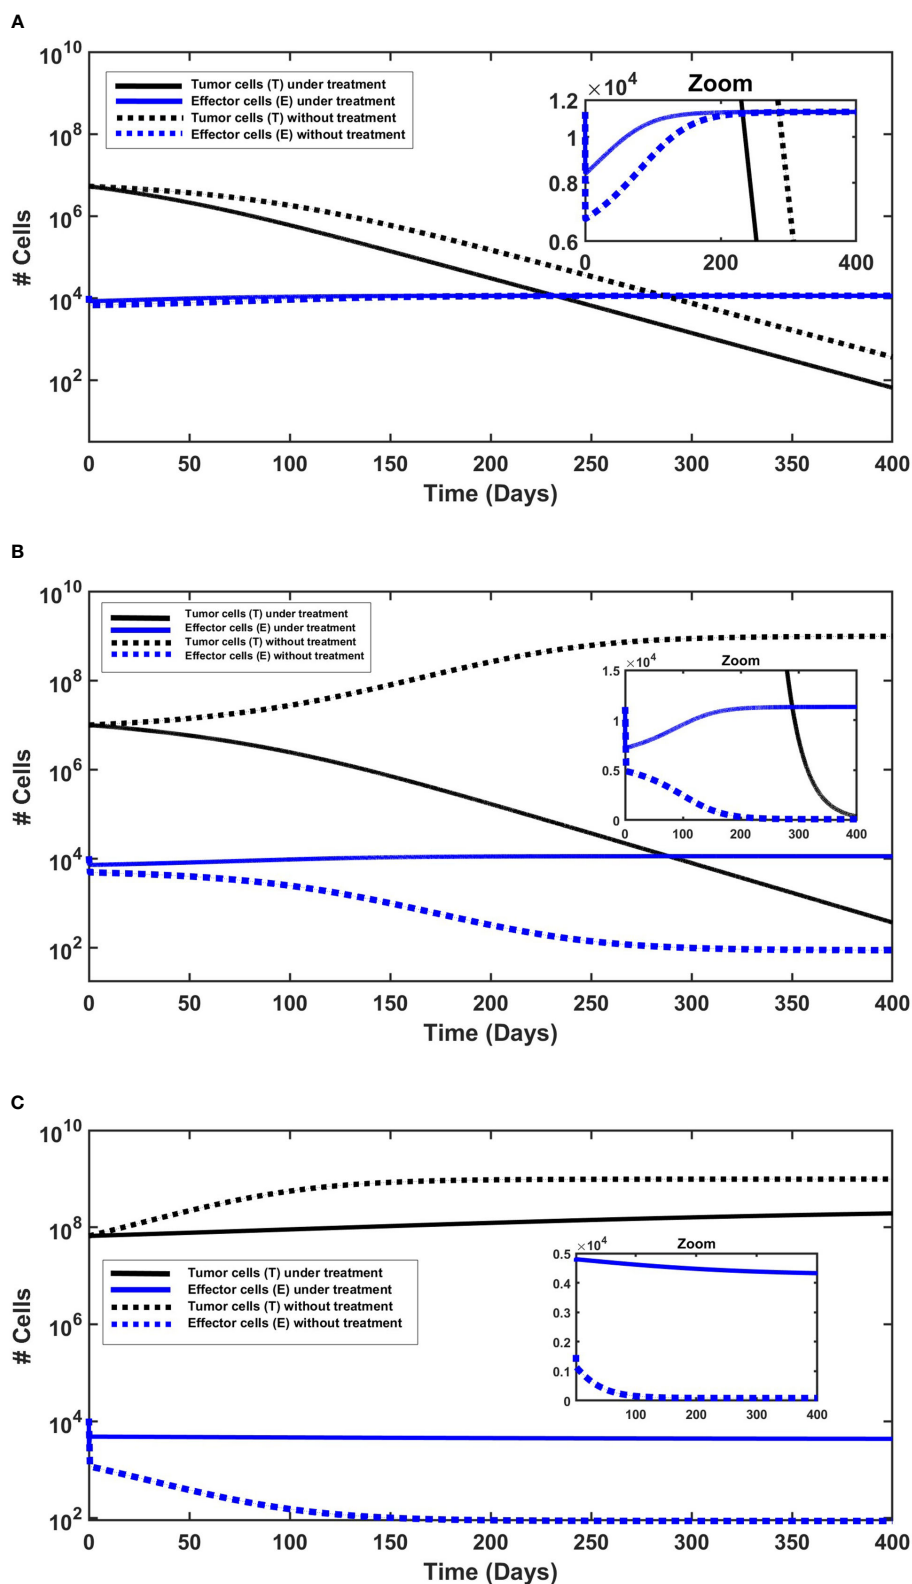 A
10^10
10^8
10^6
10^4
10^2
# Cells
Tumor cells (T) under treatment
Effector cells (E) under treatment
Tumor cells (T) without treatment
Effector cells (E) without treatment
×10^4
Zoom
1.2
1
0.8
0.6
0 200 400
0 50 100 150 200 250 300 350 400
Time (Days)
B
10^10
10^8
10^6
10^4
10^2
# Cells
Tumor cells (T) under treatment
Effector cells (E) under treatment
Tumor cells (T) without treatment
Effector cells (E) without treatment
×10^4
Zoom
1.5
1
0.5
0
0 100 200 300 400
0 50 100 150 200 250 300 350 400
Time (Days)
C
10^10
10^8
10^6
10^4
10^2
# Cells
Tumor cells (T) under treatment
Effector cells (E) under treatment
Tumor cells (T) without treatment
Effector cells (E) without treatment
×10^4
Zoom
0.5
0.4
0.3
0.2
0.1
0
100 200 300 400
0 50 100 150 200 250 300 350 400
Time (Days)